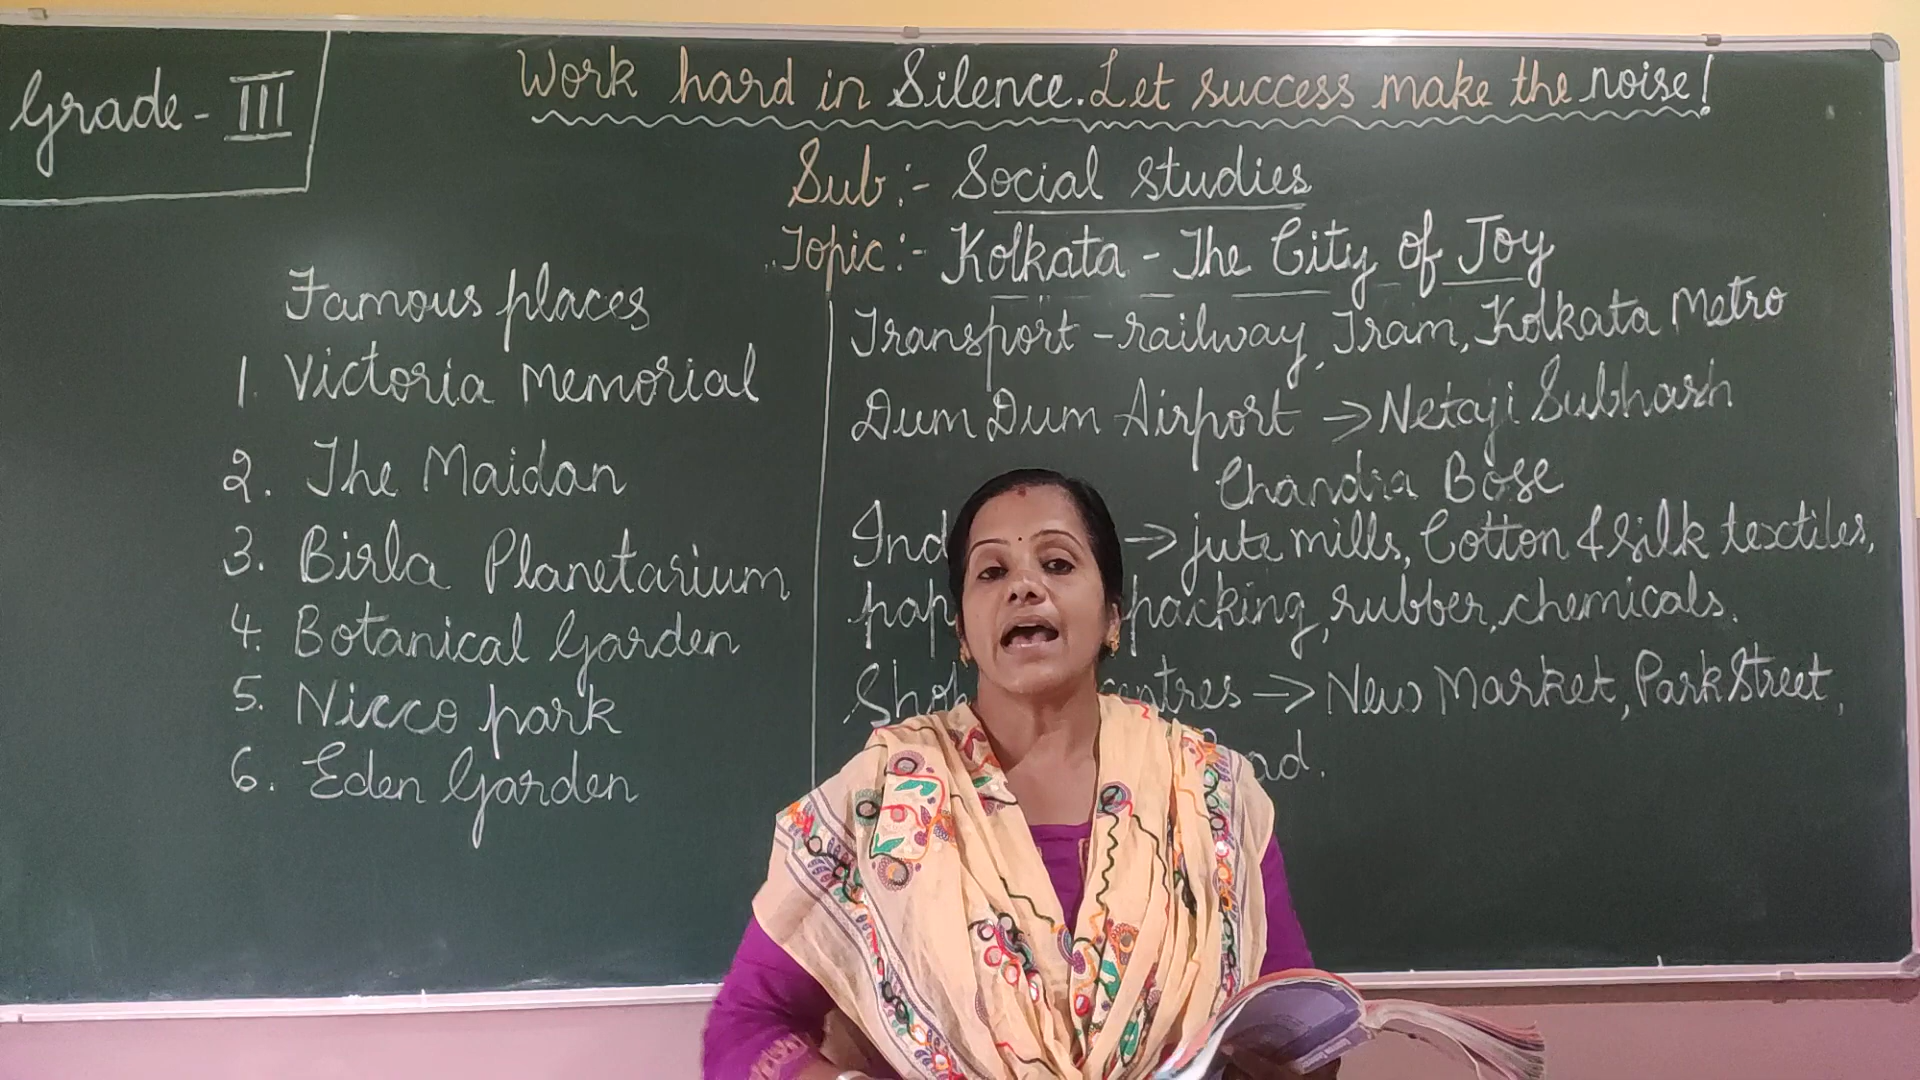 Grade - III
Work hard in Silence. Let success make the noise!
Sub :- Social studies
Topic :- Kolkata - The City of Joy
Famous places
1. Victoria Memorial
2. The Maidan
3. Birla Planetarium
4. Botanical Garden
5. Nicco park
6. Eden Garden
Transport - railway, Tram, Kolkata Metro
Dum Dum Airport → Netaji Subhash
Chandra Bose
→ jute mills, Cotton & Silk textiles,
packing, rubber, chemicals.
→ New Market, Park Street,